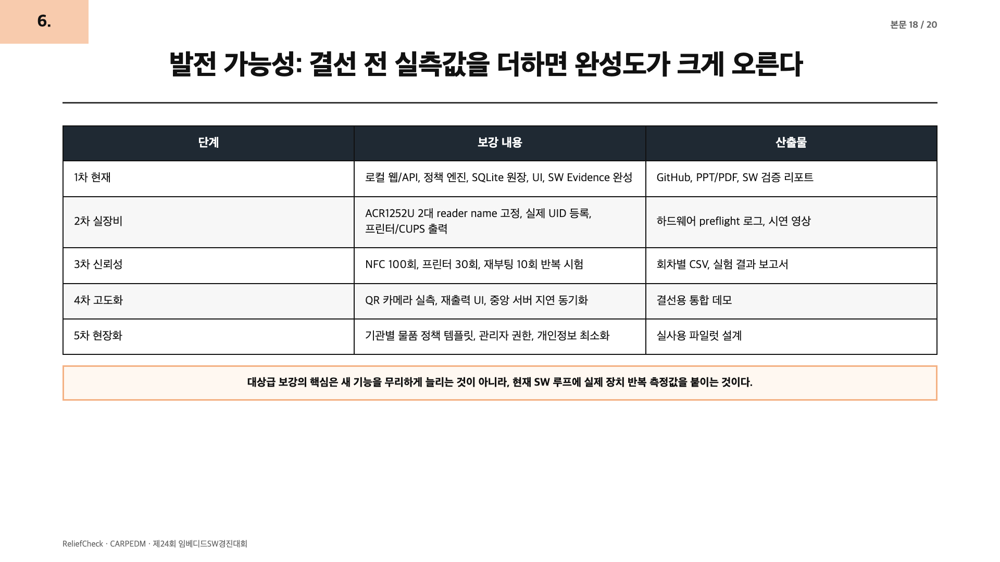 6.
본문 18 / 20
발전 가능성: 결선 전 실측값을 더하면 완성도가 크게 오른다
단계
보강 내용
산출물
1차 현재
로컬 웹/API, 정책 엔진, SQLite 원장, UI, SW Evidence 완성
GitHub, PPT/PDF, SW 검증 리포트
2차 실장비
ACR1252U 2대 reader name 고정, 실제 UID 등록,
프린터/CUPS 출력
하드웨어 preflight 로그, 시연 영상
3차 신뢰성
NFC 100회, 프린터 30회, 재부팅 10회 반복 시험
회차별 CSV, 실험 결과 보고서
4차 고도화
QR 카메라 실측, 재출력 UI, 중앙 서버 지연 동기화
결선용 통합 데모
5차 현장화
기관별 물품 정책 템플릿, 관리자 권한, 개인정보 최소화
실사용 파일럿 설계
대상급 보강의 핵심은 새 기능을 무리하게 늘리는 것이 아니라, 현재 SW 루프에 실제 장치 반복 측정값을 붙이는 것이다.
ReliefCheck · CARPEDM · 제24회 임베디드SW경진대회